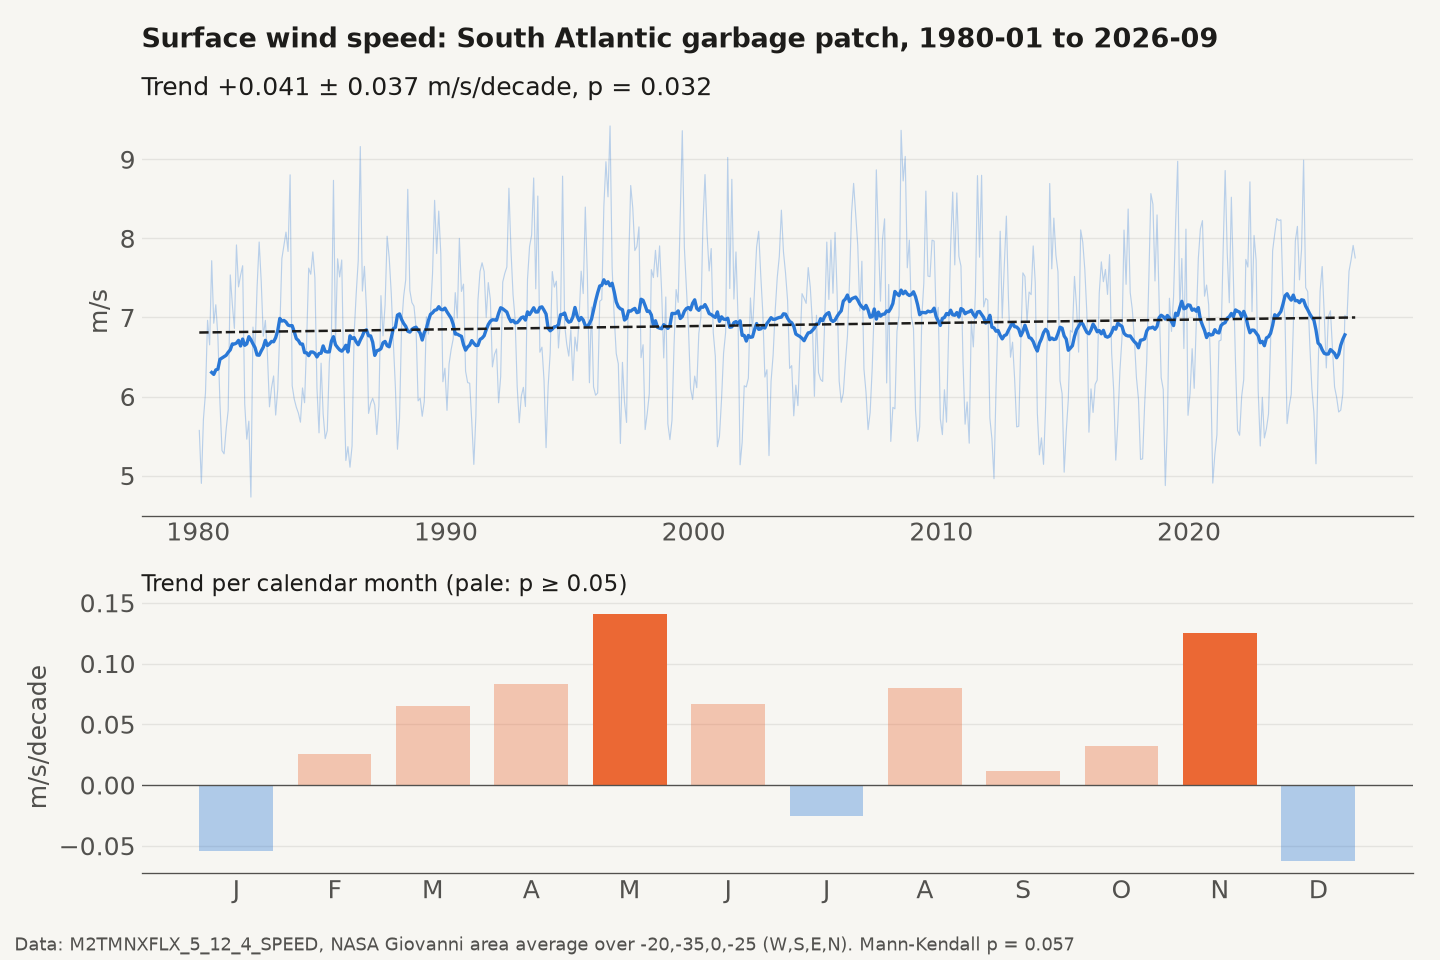 Surface wind speed: South Atlantic garbage patch, 1980-01 to 2026-09
Trend +0.041 ± 0.037 m/s/decade, p = 0.032
m/s
9
8
7
6
5
1980 1990 2000 2010 2020
Trend per calendar month (pale: p ≥ 0.05)
m/s/decade
0.15
0.10
0.05
0.00
−0.05
J F M A M J J A S O N D
Data: M2TMNXFLX_5_12_4_SPEED, NASA Giovanni area average over -20,-35,0,-25 (W,S,E,N). Mann-Kendall p = 0.057